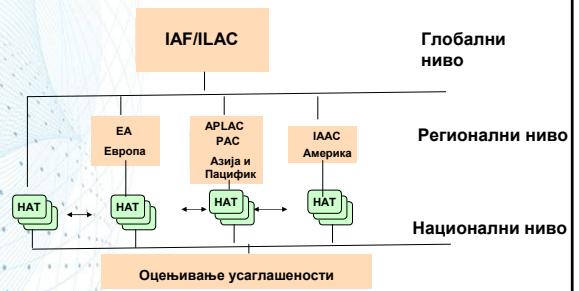 IAF/ILAC
Глобални
ниво
EA
Европа
APLAC
PAC
Азија и
Пацифик
IAAC
Америка
Регионални ниво
НАТ
НАТ
НАТ
НАТ
Национални ниво
Оцењивање усаглашености